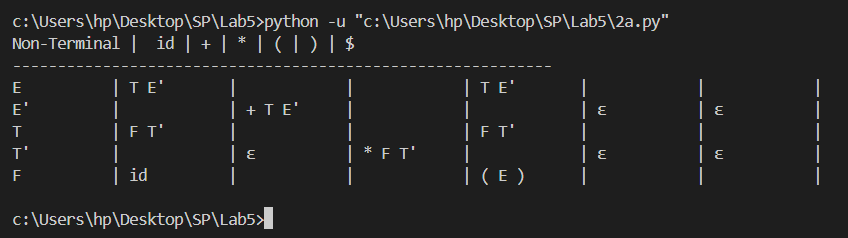 c:\Users\hp\Desktop\SP\Lab5>python -u "c:\Users\hp\Desktop\SP\Lab5\2a.py"
Non-Terminal |  id | + | * | ( | ) | $
------------------------------------------------------------
E          | T E'       |            |            | T E'       |            |            |
E'         |            | + T E'     |            |            | ε          | ε          |
T          | F T'       |            |            | F T'       |            |            |
T'         |            | ε          | * F T'     |            | ε          | ε          |
F          | id         |            |            | ( E )      |            |            |
c:\Users\hp\Desktop\SP\Lab5>